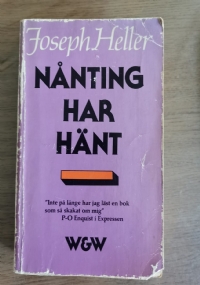 Joseph Heller
NÅNTING
HAR
HÄNT
"Inte på länge har jag läst en bok
som så skakat om mig"
P-O Enquist i Expressen
W&W